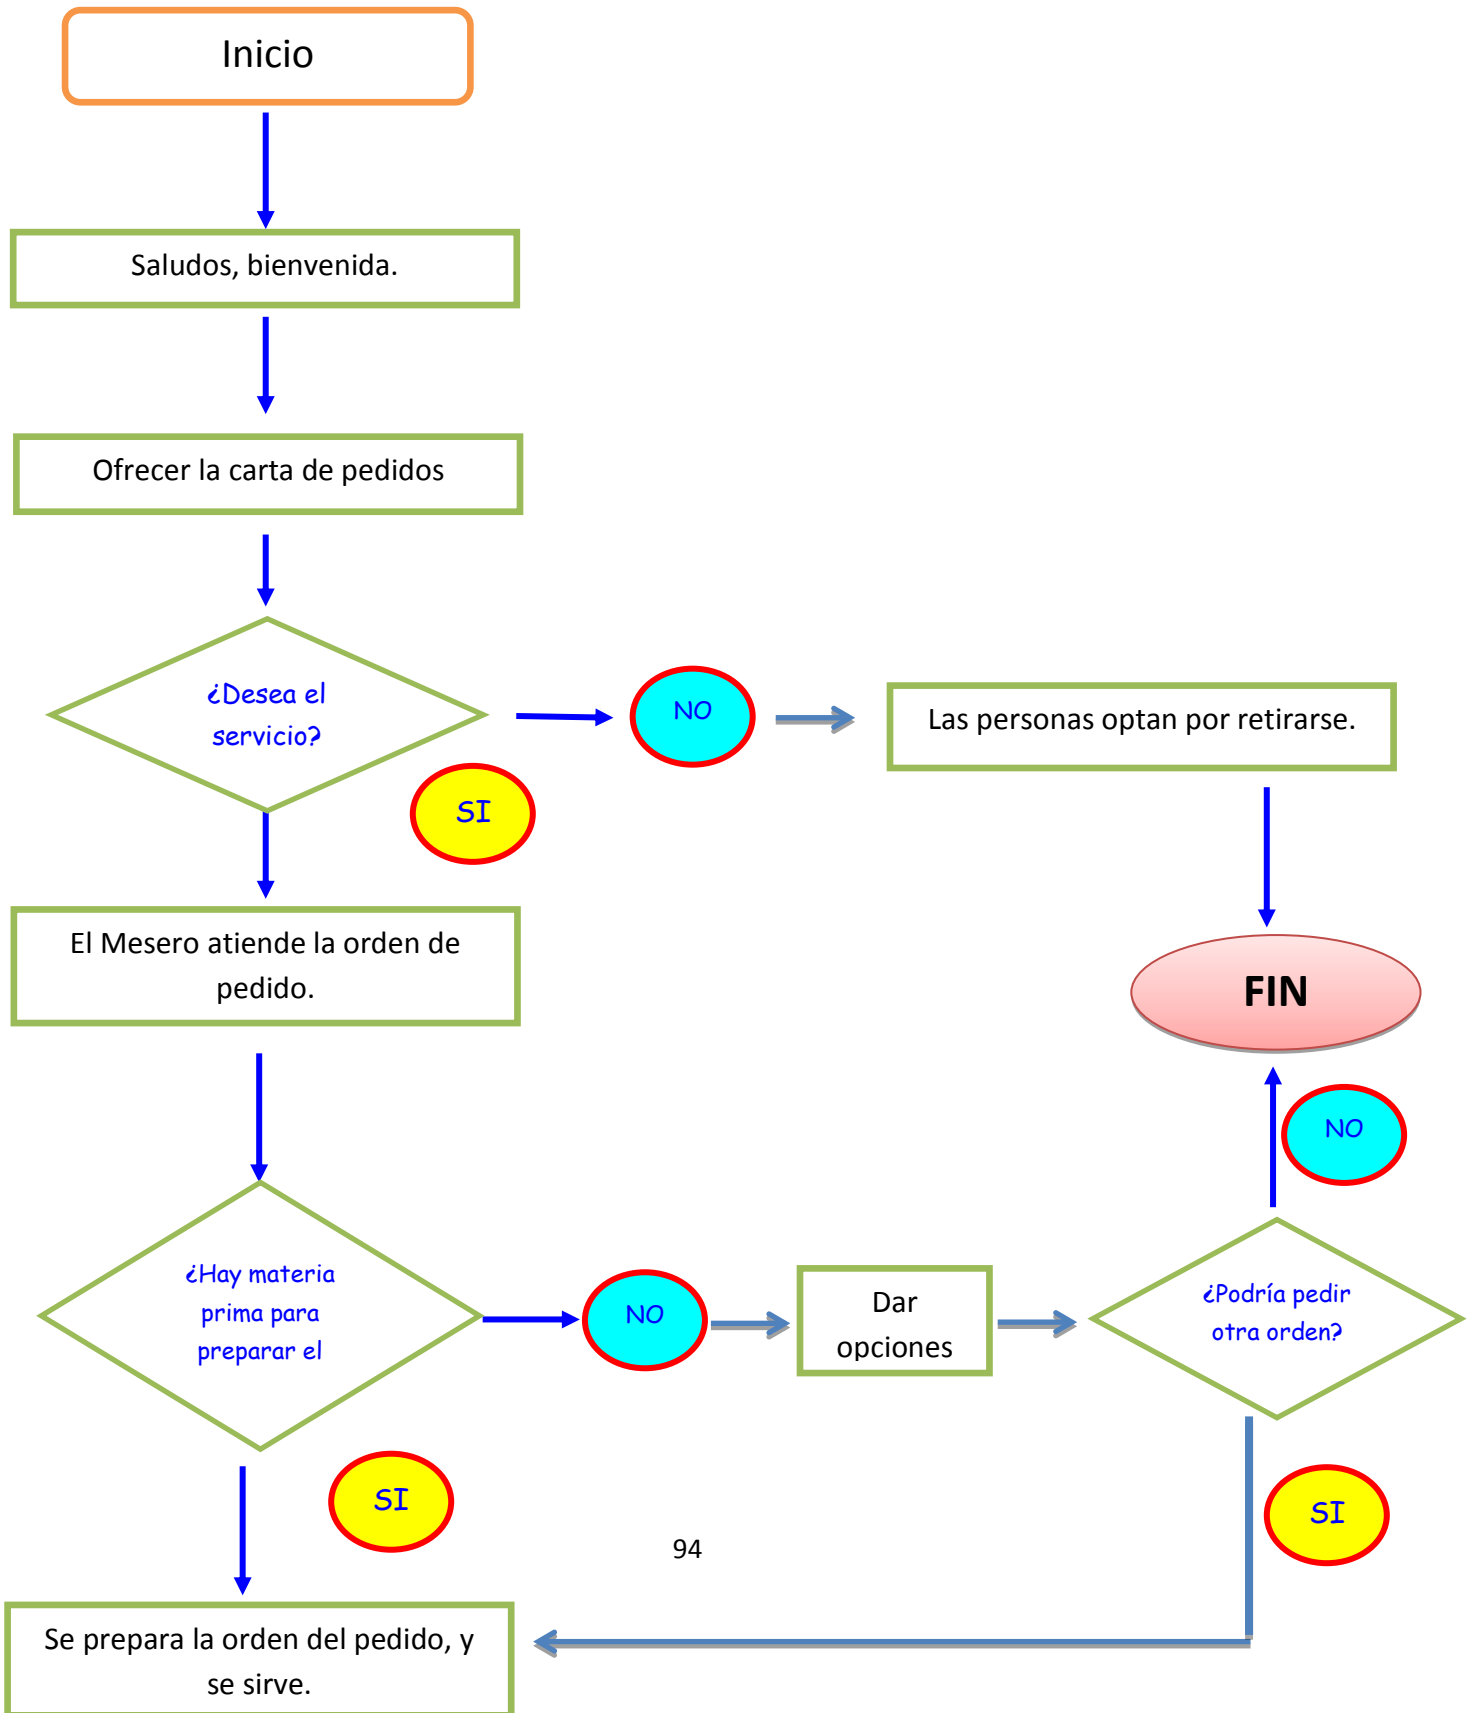 Inicio
Saludos, bienvenida.
Ofrecer la carta de pedidos
¿Desea el
servicio?
NO
Las personas optan por retirarse.
SI
El Mesero atiende la orden de
pedido.
FIN
NO
¿Hay materia
prima para
preparar el
NO
Dar
opciones
¿Podría pedir
otra orden?
SI
SI
94
Se prepara la orden del pedido, y
se sirve.